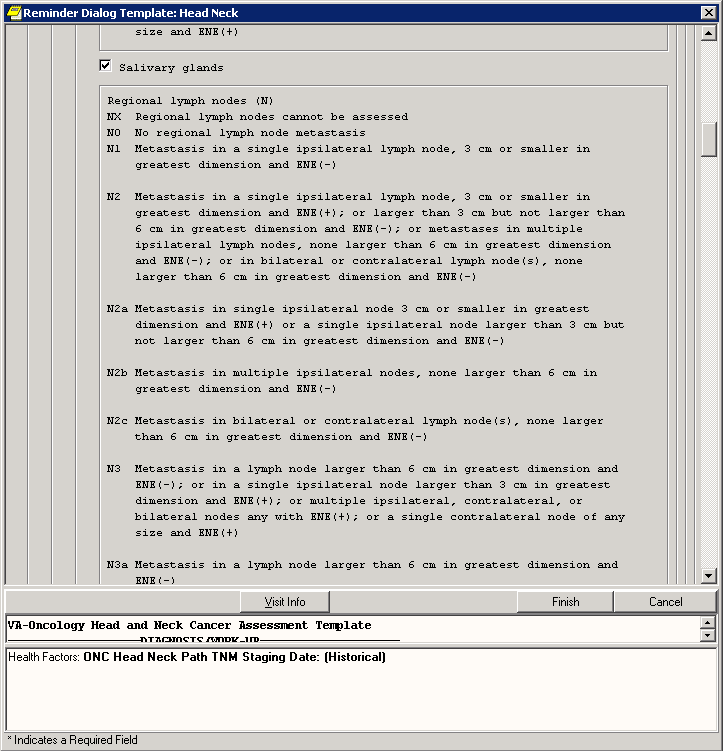 Reminder Dialog Template: Head Neck
size and ENE(+)
Salivary glands
Regional lymph nodes (N)
NX Regional lymph nodes cannot be assessed
N0 No regional lymph node metastasis
N1 Metastasis in a single ipsilateral lymph node, 3 cm or smaller in
greatest dimension and ENE(-)
N2 Metastasis in a single ipsilateral lymph node, 3 cm or smaller in
greatest dimension and ENE(+); or larger than 3 cm but not larger than
6 cm in greatest dimension and ENE(-); or metastases in multiple
ipsilateral lymph nodes, none larger than 6 cm in greatest dimension
and ENE(-); or in bilateral or contralateral lymph node(s), none
larger than 6 cm in greatest dimension and ENE(-)
N2a Metastasis in single ipsilateral node 3 cm or smaller in greatest
dimension and ENE(+) or a single ipsilateral node larger than 3 cm but
not larger than 6 cm in greatest dimension and ENE(-)
N2b Metastasis in multiple ipsilateral nodes, none larger than 6 cm in
greatest dimension and ENE(-)
N2c Metastasis in bilateral or contralateral lymph node(s), none larger
than 6 cm in greatest dimension and ENE(-)
N3 Metastasis in a lymph node larger than 6 cm in greatest dimension and
ENE(-); or in a single ipsilateral node larger than 3 cm in greatest
dimension and ENE(+); or multiple ipsilateral, contralateral, or
bilateral nodes any with ENE(+); or a single contralateral node of any
size and ENE(+)
N3a Metastasis in a lymph node larger than 6 cm in greatest dimension and
ENE(-)
Visit Info Finish Cancel
VA-Oncology Head and Neck Cancer Assessment Template
DIAGNOSIS/WORK-UP
Health Factors: ONC Head Neck Path TNM Staging Date: (Historical)
* Indicates a Required Field